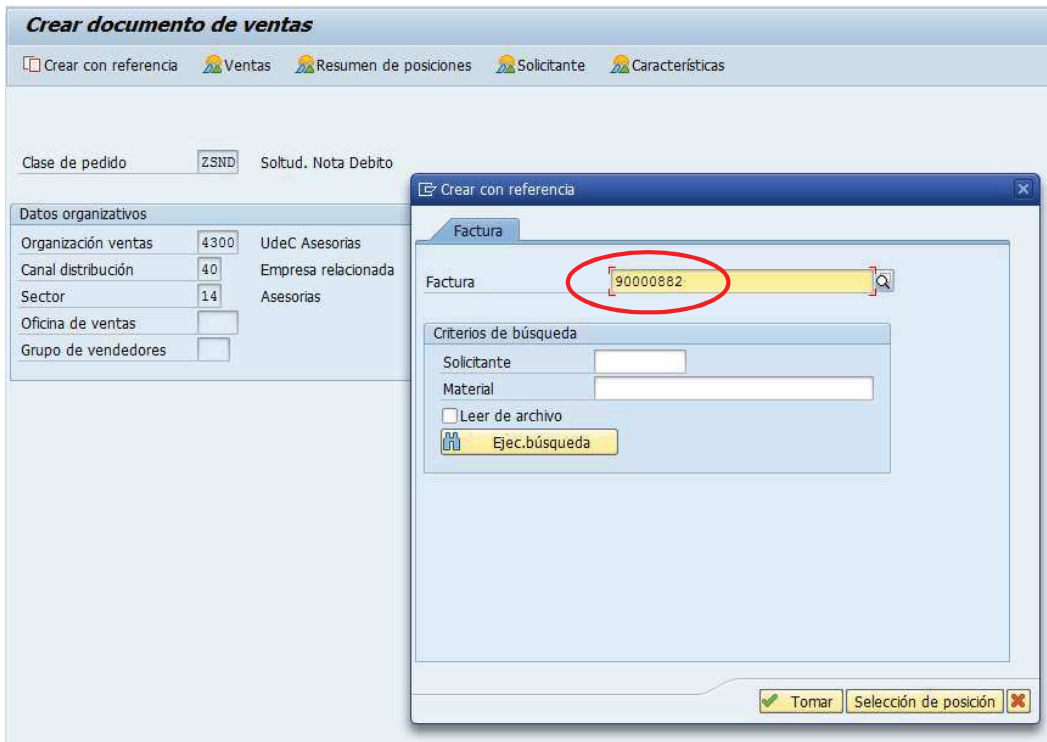 Crear documento de ventas
Crear con referencia Ventas Resumen de posiciones Solicitante Características
Clase de pedido ZSND Soltud. Nota Debito
Datos organizativos
Organización ventas 4300 UdeC Asesorias
Canal distribución 40 Empresa relacionada
Sector 14 Asesorias
Oficina de ventas
Grupo de vendedores
Crear con referencia
Factura
Factura 90000882
Criterios de búsqueda
Solicitante
Material
Leer de archivo
Ejec.búsqueda
Tomar Selección de posición